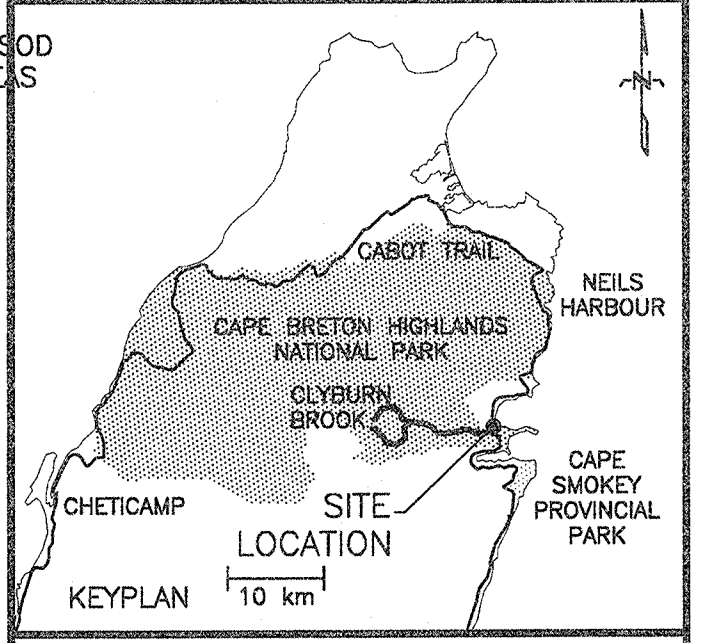 SOD
N
CABOT TRAIL
NEILS
HARBOUR
CAPE BRETON HIGHLANDS
NATIONAL PARK
CLYBURN
BROOK
CAPE
SMOKEY
PROVINCIAL
PARK
CHETICAMP
SITE
LOCATION
10 km
KEYPLAN